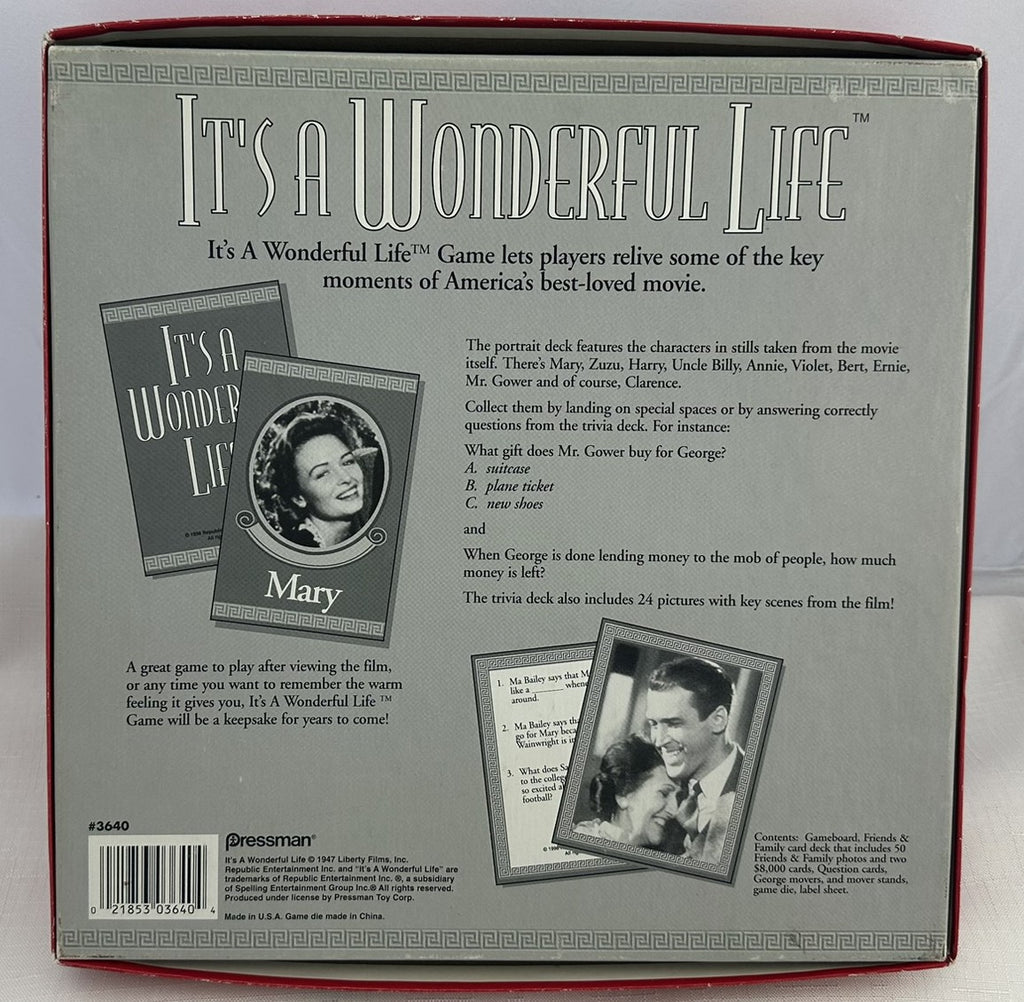 IT'S A WONDERFUL LIFE™
It's A Wonderful Life™ Game lets players relive some of the key
moments of America's best-loved movie.
IT'S A
WONDER
LIF
© 1996
All
Mary
The portrait deck features the characters in stills taken from the movie
itself. There's Mary, Zuzu, Harry, Uncle Billy, Annie, Violet, Bert, Ernie,
Mr. Gower and of course, Clarence.
Collect them by landing on special spaces or by answering correctly
questions from the trivia deck. For instance:
What gift does Mr. Gower buy for George?
A. suitcase
B. plane ticket
C. new shoes
and
When George is done lending money to the mob of people, how much
money is left?
The trivia deck also includes 24 pictures with key scenes from the film!
A great game to play after viewing the film,
or any time you want to remember the warm
feeling it gives you, It's A Wonderful Life ™
Game will be a keepsake for years to come!
1. Ma Bailey says that M
like a ______ when
around.
2. Ma Bailey says th
go for Mary beca
Wainwright is i
3. What does Sa
to the colleg
so excited a
football?
© 1996
#3640
0 21853 03640 4
Pressman®
It's A Wonderful Life © 1947 Liberty Films, Inc.
Republic Entertainment Inc. and "It's A Wonderful Life" are
trademarks of Republic Entertainment Inc. ®, a subsidiary
of Spelling Entertainment Group Inc.® All rights reserved.
Produced under license by Pressman Toy Corp.
Made in U.S.A. Game die made in China.
Contents: Gameboard, Friends &
Family card deck that includes 50
Friends & Family photos and two
$8,000 cards, Question cards,
George movers, and mover stands,
game die, label sheet.